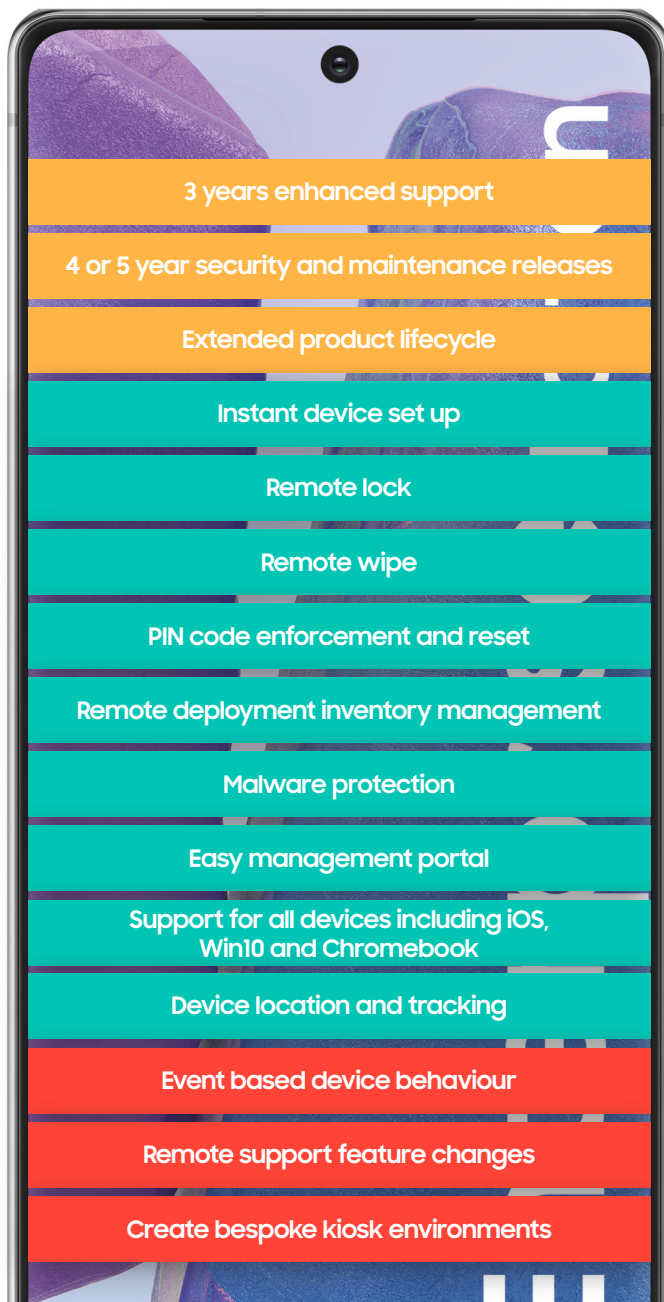 3 years enhanced support
4 or 5 year security and maintenance releases
Extended product lifecycle
Instant device set up
Remote lock
Remote wipe
PIN code enforcement and reset
Remote deployment inventory management
Malware protection
Easy management portal
Support for all devices including iOS,
Win10 and Chromebook
Device location and tracking
Event based device behaviour
Remote support feature changes
Create bespoke kiosk environments